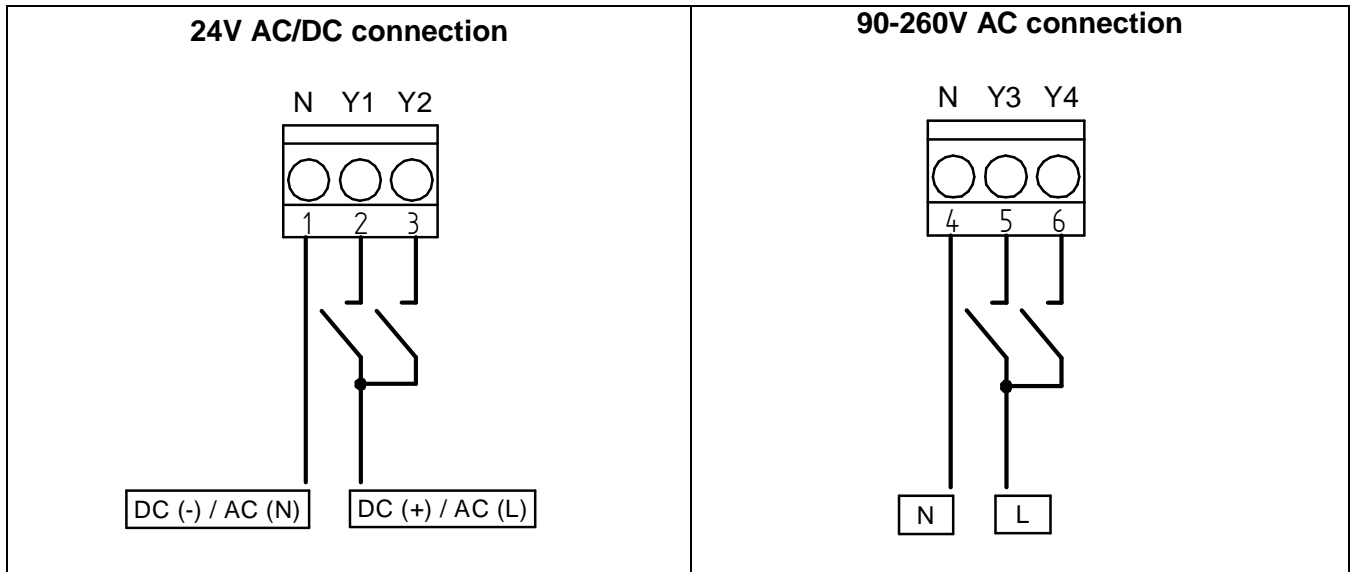 24V AC/DC connection
N Y1 Y2
1 2 3
DC (-) / AC (N) DC (+) / AC (L)
90-260V AC connection
N Y3 Y4
4 5 6
N L